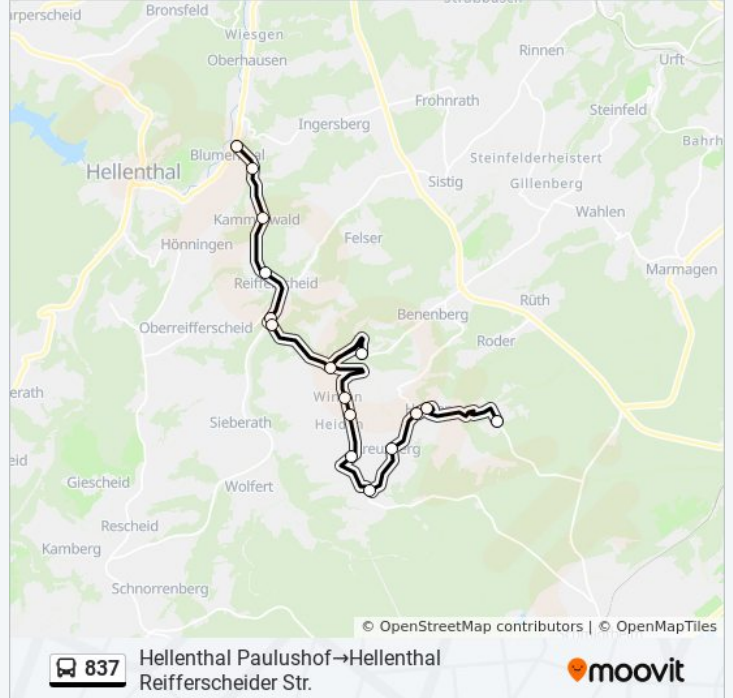 Bronsfeld
Wiesgen
Oberhausen
Rinnen
Urft
Frohnrath
Steinfeld
Ingersberg
Bahrh
Hellenthal
Steinfelderheistert
Sistig
Gillenberg
Wahlen
Hönningen
Felser
Marmagen
Rüth
Benenberg
Oberreifferscheid
Roder
erath
Sieberath
eid
Giescheid
Wolfert
Rescheid
Kamberg
Schnorrenberg
© OpenStreetMap contributors | © OpenMapTiles
837
Hellenthal Paulushof→Hellenthal
Reifferscheider Str.
moovit